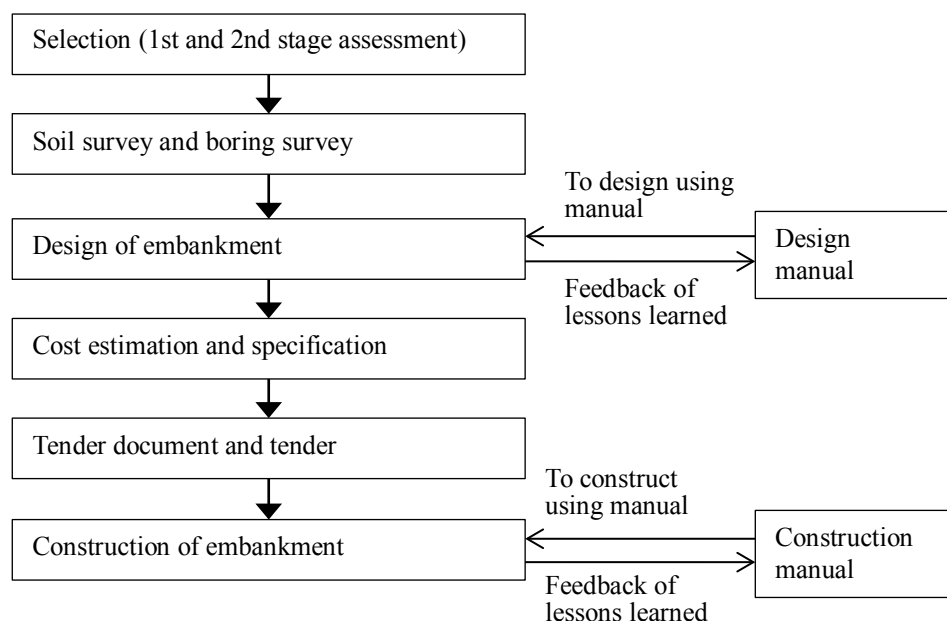 Selection (1st and 2nd stage assessment)
Soil survey and boring survey
To design using
manual
Design of embankment
Design
manual
Feedback of
lessons learned
Cost estimation and specification
Tender document and tender
To construct
using manual
Construction of embankment
Construction
manual
Feedback of
lessons learned